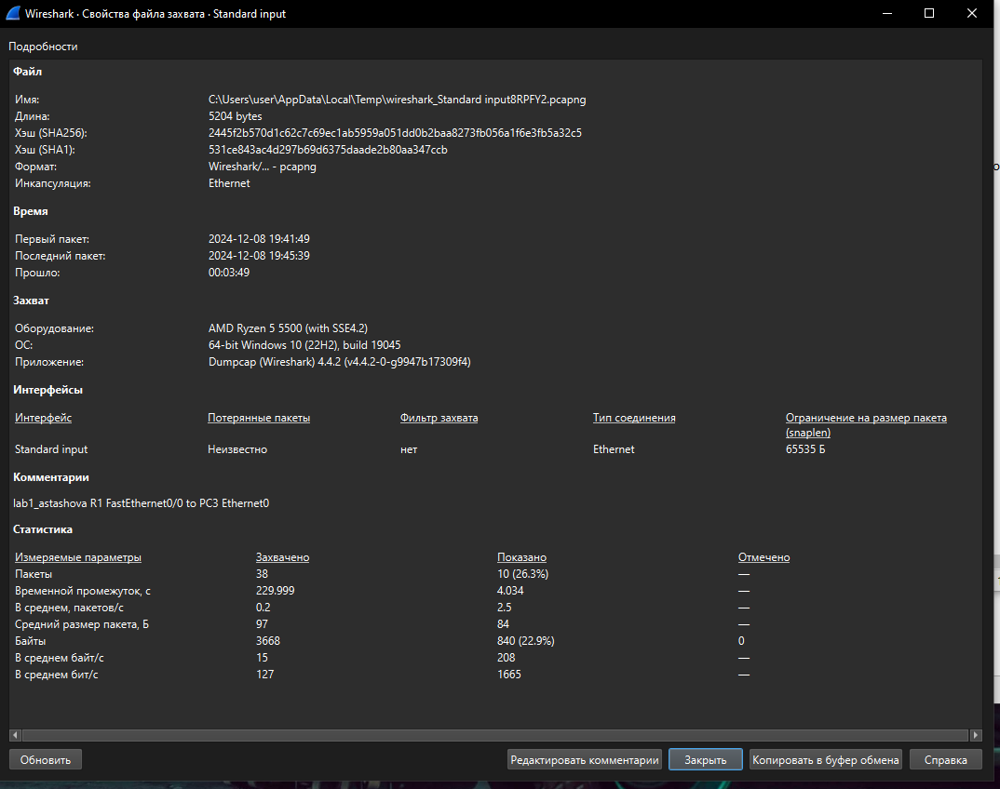 Wireshark · Свойства файла захвата · Standard input
Подробности
Файл
Имя: C:\Users\user\AppData\Local\Temp\wireshark_Standard input8RPFY2.pcapng
Длина: 5204 bytes
Хэш (SHA256): 2445f2b570d1c62c7c69ec1ab5959a051dd0b2baa8273fb056a1f6e3fb5a32c5
Хэш (SHA1): 531ce843ac4d297b69d6375daade2b80aa347ccb
Формат: Wireshark/... - pcapng
Инкапсуляция: Ethernet
Время
Первый пакет: 2024-12-08 19:41:49
Последний пакет: 2024-12-08 19:45:39
Прошло: 00:03:49
Захват
Оборудование: AMD Ryzen 5 5500 (with SSE4.2)
ОС: 64-bit Windows 10 (22H2), build 19045
Приложение: Dumpcap (Wireshark) 4.4.2 (v4.4.2-0-g9947b17309f4)
Интерфейсы
Интерфейс Потерянные пакеты Фильтр захвата Тип соединения Ограничение на размер пакета
(snaplen)
Standard input Неизвестно нет Ethernet 65535 Б
Комментарии
lab1_astashova R1 FastEthernet0/0 to PC3 Ethernet0
Статистика
Измеряемые параметры Захвачено Показано Отмечено
Пакеты 38 10 (26.3%) —
Временной промежуток, с 229.999 4.034 —
В среднем, пакетов/с 0.2 2.5 —
Средний размер пакета, Б 97 84 —
Байты 3668 840 (22.9%) 0
В среднем байт/с 15 208 —
В среднем бит/с 127 1665 —
Обновить Редактировать комментарии Закрыть Копировать в буфер обмена Справка